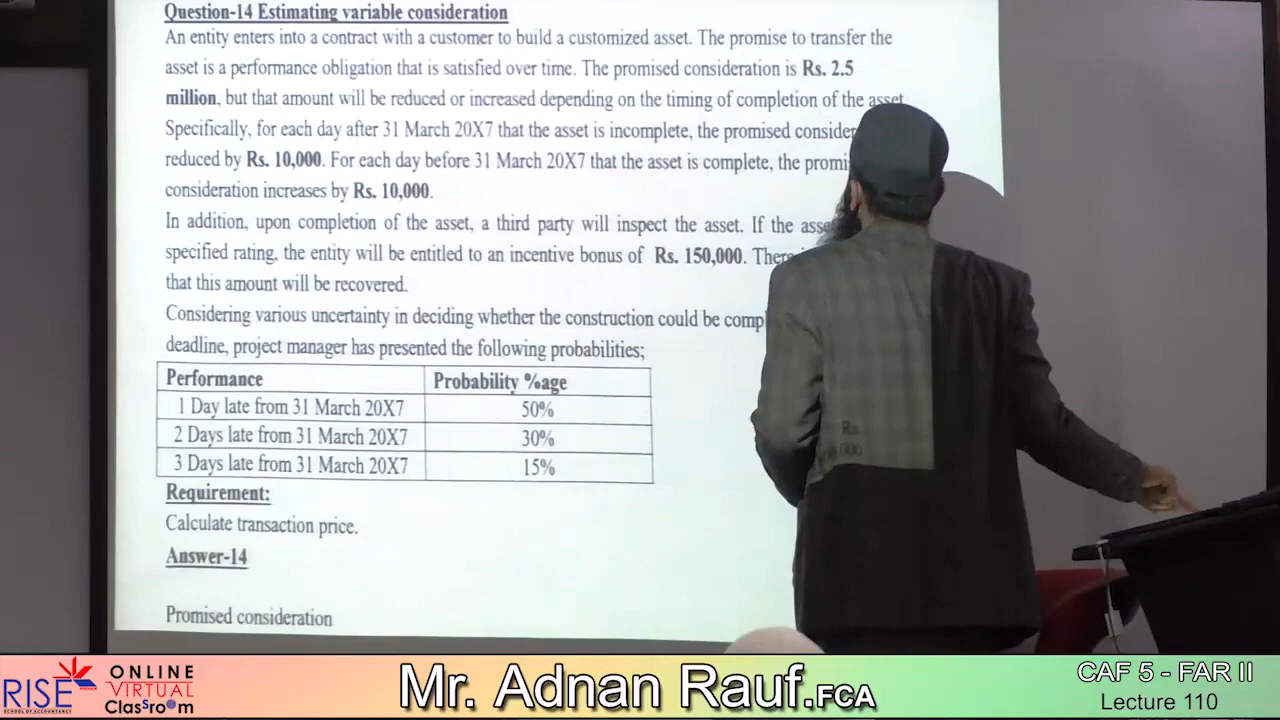 Question-14 Estimating variable consideration
An entity enters into a contract with a customer to build a customized asset. The promise to transfer the
asset is a performance obligation that is satisfied over time. The promised consideration is Rs. 2.5
million, but that amount will be reduced or increased depending on the timing of completion of the asset.
Specifically, for each day after 31 March 20X7 that the asset is incomplete, the promised consider
reduced by Rs. 10,000. For each day before 31 March 20X7 that the asset is complete, the promi
consideration increases by Rs. 10,000.
In addition, upon completion of the asset, a third party will inspect the asset. If the asse
specified rating, the entity will be entitled to an incentive bonus of Rs. 150,000. There
that this amount will be recovered.
Considering various uncertainty in deciding whether the construction could be compl
deadline, project manager has presented the following probabilities;
Performance Probability %age
1 Day late from 31 March 20X7 50%
2 Days late from 31 March 20X7 30%
3 Days late from 31 March 20X7 15%
Requirement:
Calculate transaction price.
Answer-14
Rs.
Promised consideration
RISE
SCHOOL OF ACCOUNTANCY
PREMIER
ONLINE
VIRTUAL
Classroom
Mr. Adnan Rauf.FCA
CAF 5 - FAR II
Lecture 110